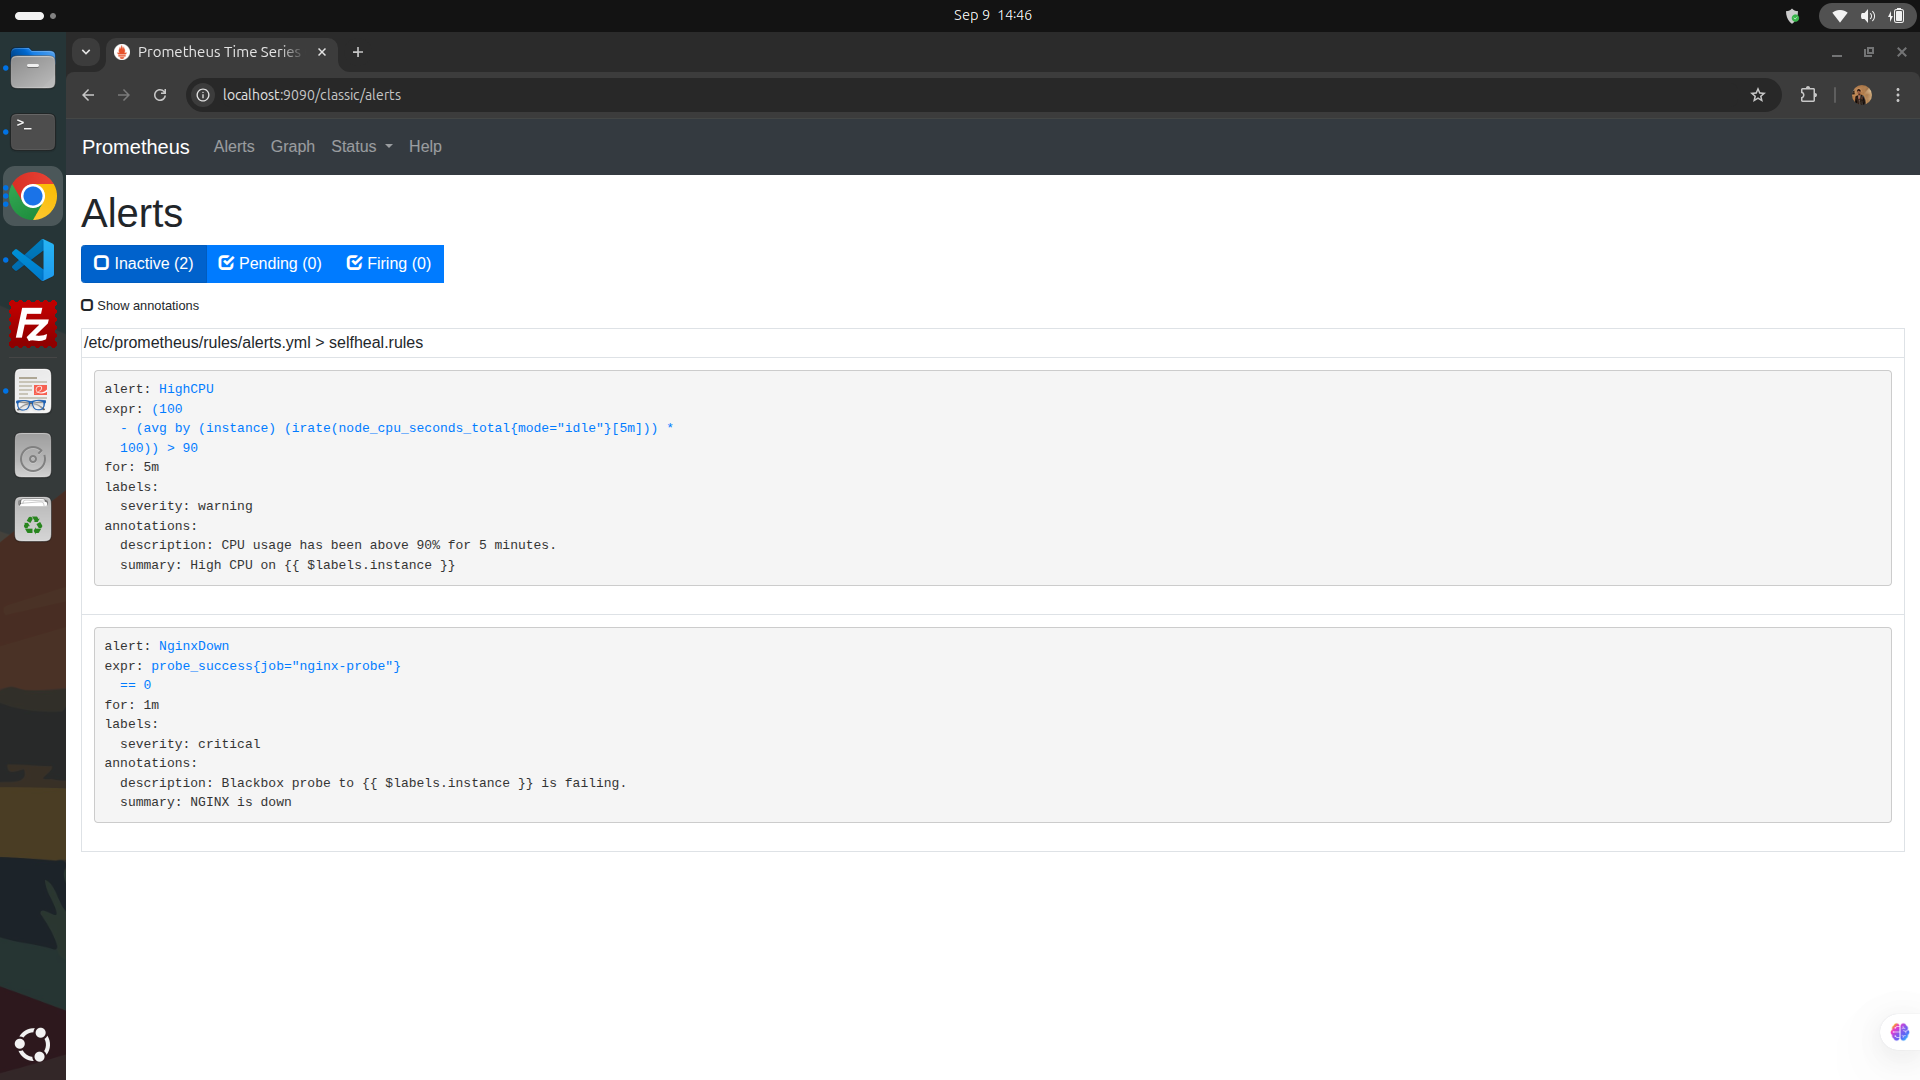 Sep 9 14:46
Prometheus Time Series
localhost:9090/classic/alerts
Prometheus Alerts Graph Status Help
Alerts
Inactive (2) Pending (0) Firing (0)
Show annotations
/etc/prometheus/rules/alerts.yml > selfheal.rules
alert: HighCPU
expr: (100
- (avg by (instance) (irate(node_cpu_seconds_total{mode="idle"}[5m])) *
100)) > 90
for: 5m
labels:
severity: warning
annotations:
description: CPU usage has been above 90% for 5 minutes.
summary: High CPU on {{ $labels.instance }}
alert: NginxDown
expr: probe_success{job="nginx-probe"}
== 0
for: 1m
labels:
severity: critical
annotations:
description: Blackbox probe to {{ $labels.instance }} is failing.
summary: NGINX is down
>_
Fz